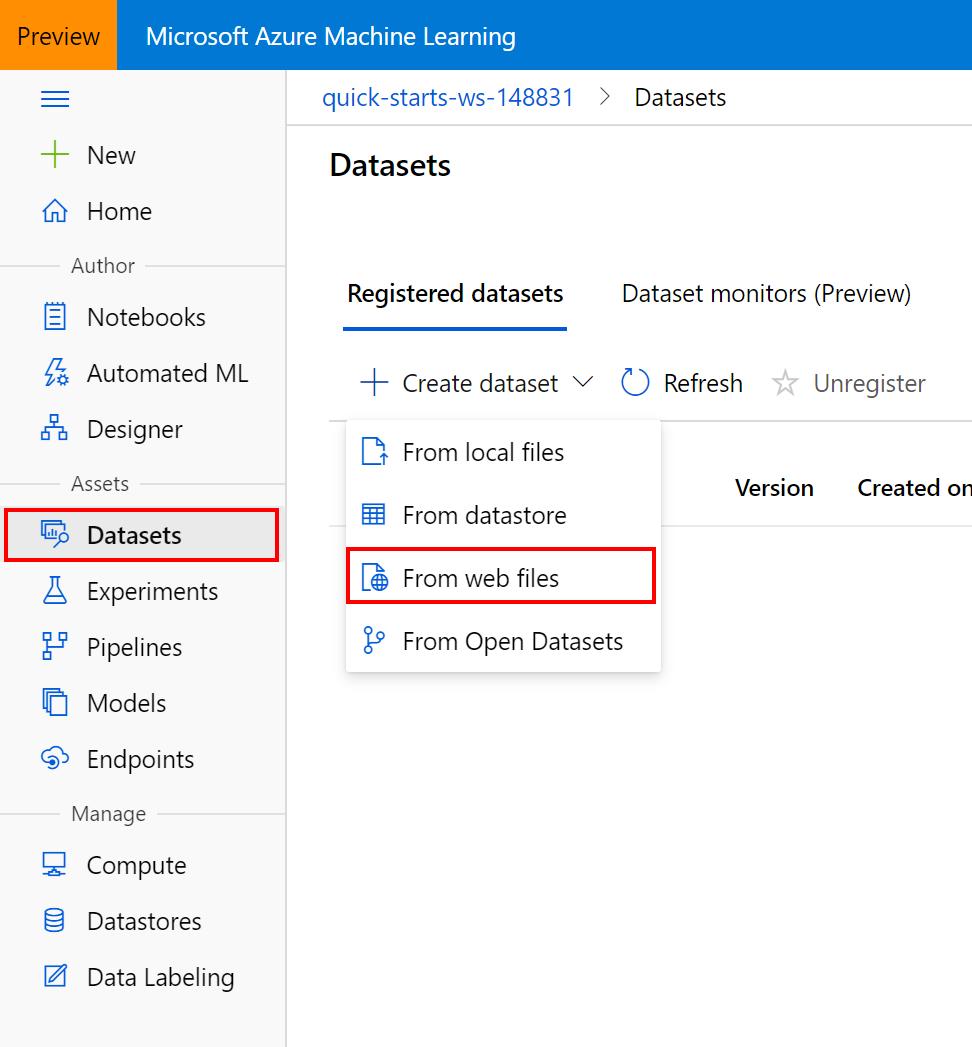 Preview
Microsoft Azure Machine Learning
quick-starts-ws-148831 > Datasets
New
Home
Author
Notebooks
Automated ML
Designer
Assets
Datasets
Experiments
Pipelines
Models
Endpoints
Manage
Compute
Datastores
Data Labeling
Datasets
Registered datasets
Dataset monitors (Preview)
Create dataset
Refresh
Unregister
From local files
From datastore
From web files
From Open Datasets
Version
Created on